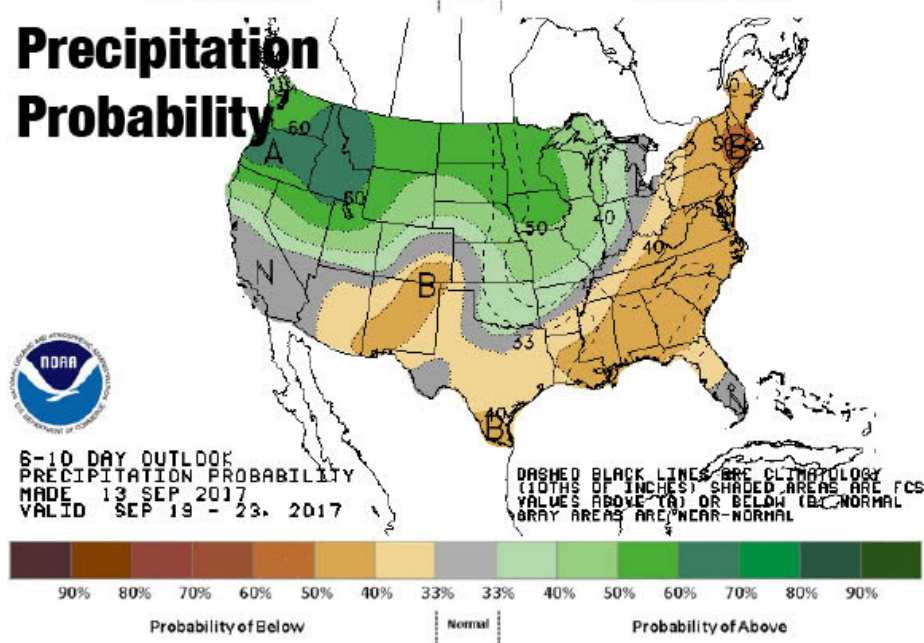 Precipitation
Probability
60
A
50
B
60
50
40
40
N
B
33
N
40
B
NOAA
6-10 DAY OUTLOOK
PRECIPITATION PROBABILITY
MADE 13 SEP 2017
VALID SEP 19 - 23, 2017
DASHED BLACK LINES ARE CLIMATOLOGY
(10THS OF INCHES) SHADED AREAS ARE FCS
VALUES ABOVE (A) OR BELOW (B) NORMAL
GRAY AREAS ARE NEAR-NORMAL
90% 80% 70% 60% 50% 40% 33% 33% 40% 50% 60% 70% 80% 90%
Probability of Below Normal Probability of Above